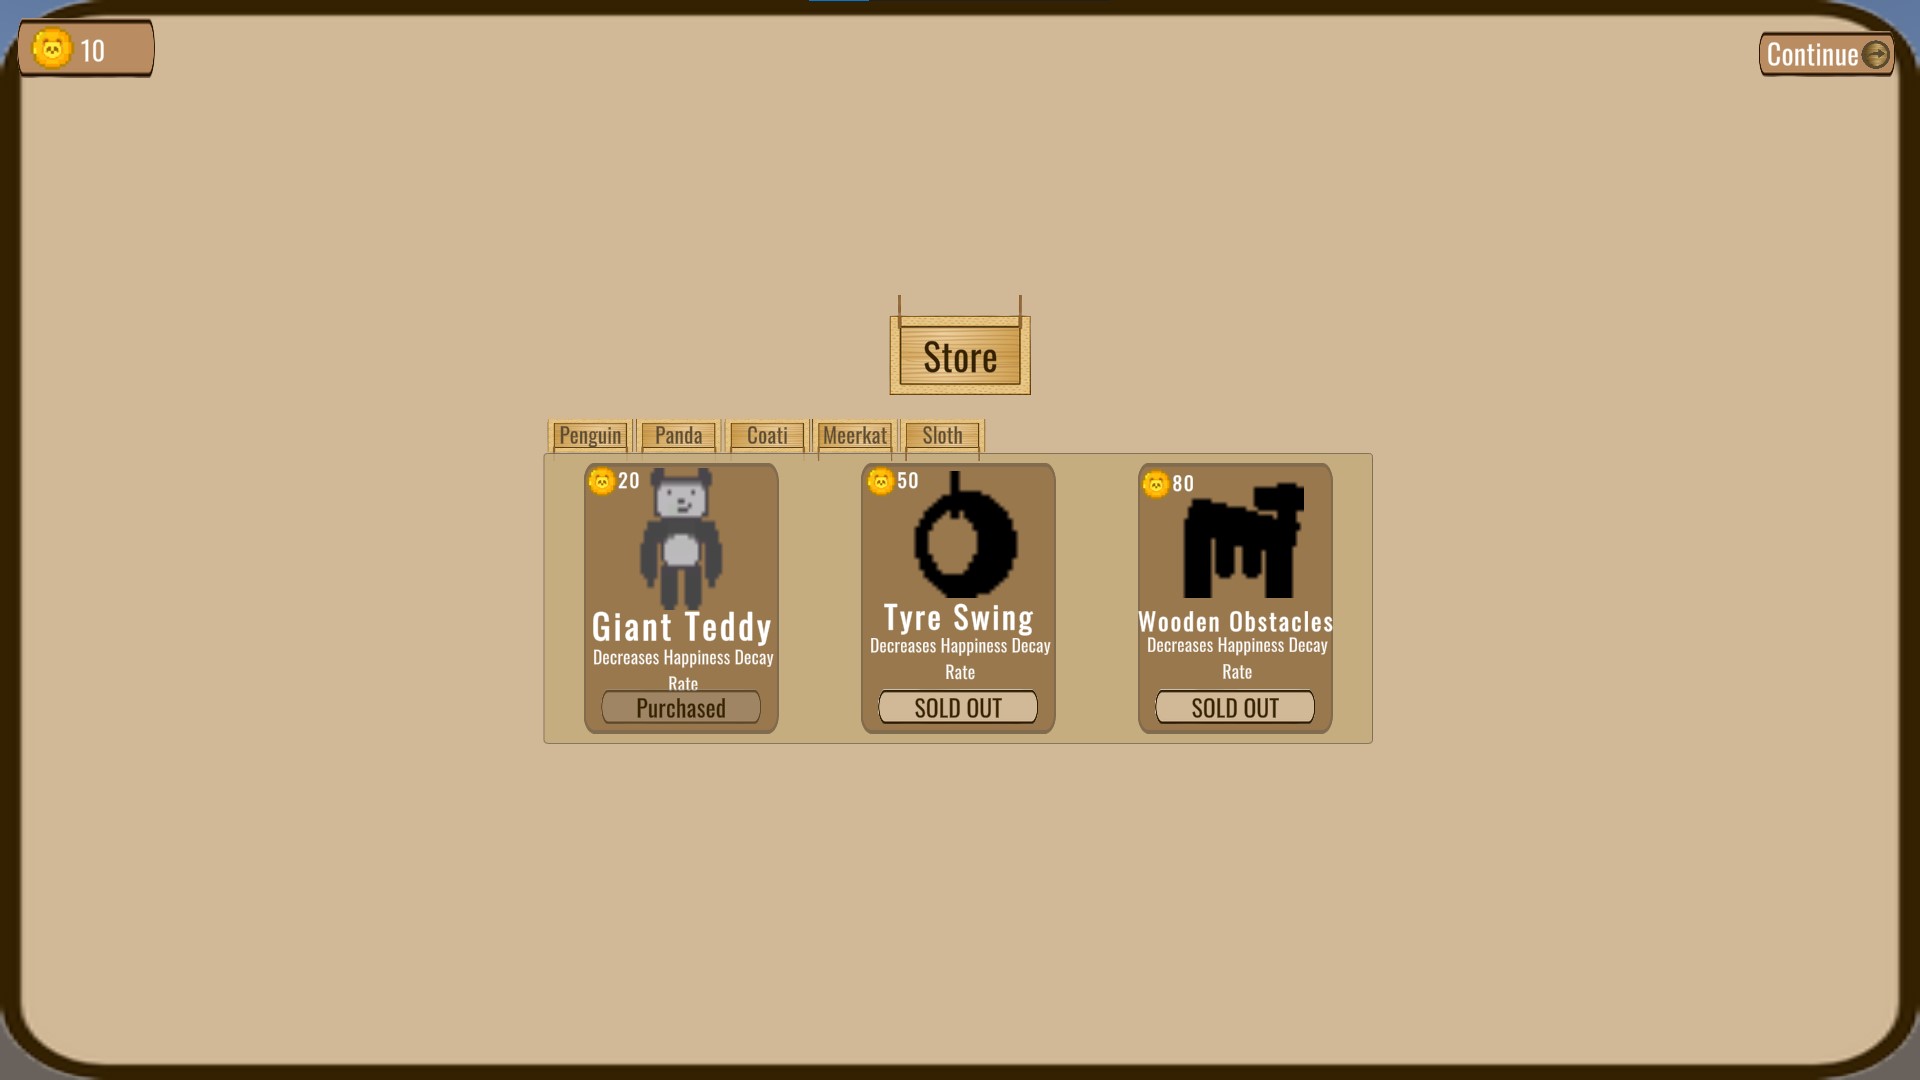 10
Continue
Store
Penguin
Panda
Coati
Meerkat
Sloth
20
Giant Teddy
Decreases Happiness Decay
Rate
Purchased
50
Tyre Swing
Decreases Happiness Decay
Rate
SOLD OUT
80
Wooden Obstacles
Decreases Happiness Decay
Rate
SOLD OUT